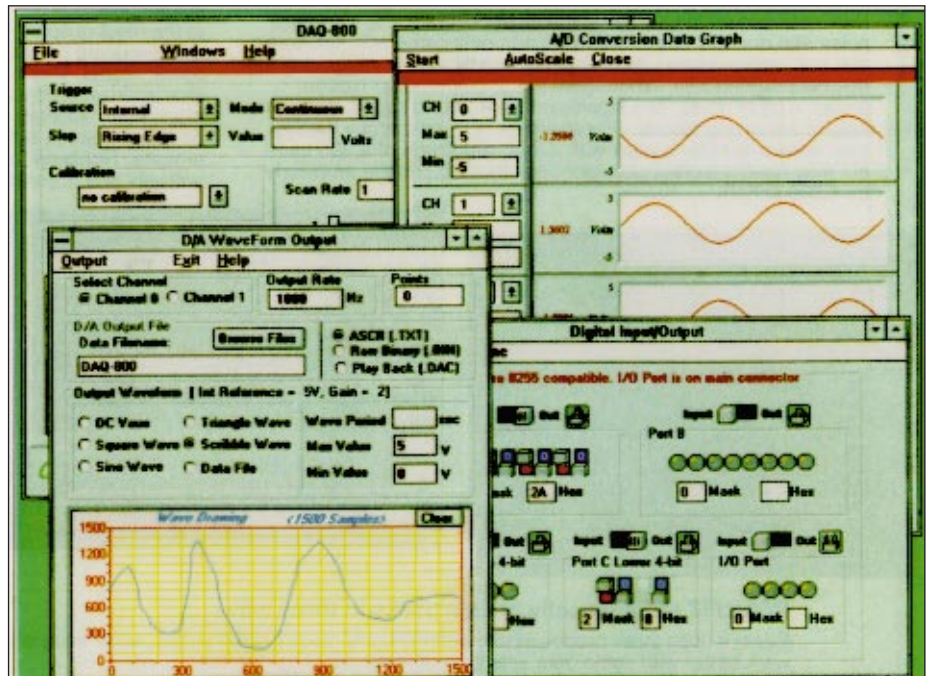 DAQ-800
File Windows Help
Trigger
Source Internal Mode Continuous
Slop Rising Edge Value Volts
Calibration
no calibration
Scan Rate 1
A/D Conversion Data Graph
Start AutoScale Close
CH 0
Max 5
Min -5
5
Volts
-5
CH 1
5
Volts
-5
D/A WaveForm Output
Output Exit Help
Select Channel
Channel 0 Channel 1
Output Rate
1000 Hz
Points
0
D/A Output File
Data Filename:
Browse Files
DAQ-800
ASCII (.TXT)
Raw Binary (.BIN)
Play Back (.DAC)
Output Waveform [ Int Reference = 5V, Gain = 2]
DC Value Triangle Wave
Square Wave Scribble Wave
Sine Wave Data File
Wave Period sec
Max Value 5 V
Min Value 0 V
Wave Drawing (1500 Samples) Clear
1500
1200
900
600
300
0
0 300 600 900 1200 1500
Digital Input/Output
8255 compatible. I/O Port is on main connector
Out
Input Out
Port B
2A Hex
0 Mask Hex
Out
Input Out
Input Out
4-bit
Port C Lower 4-bit
I/O Port
Hex
2 Mask 8 Hex
0 Mask Hex